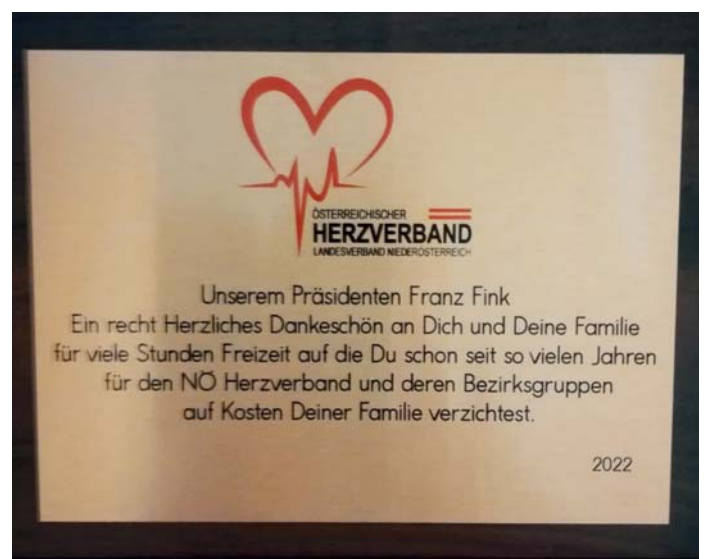 ÖSTERREICHISCHER
HERZVERBAND
LANDESVERBAND NIEDERÖSTERREICH
Unserem Präsidenten Franz Fink
Ein recht Herzliches Dankeschön an Dich und Deine Familie
für viele Stunden Freizeit auf die Du schon seit so vielen Jahren
für den NÖ Herzverband und deren Bezirksgruppen
auf Kosten Deiner Familie verzichtest.
2022